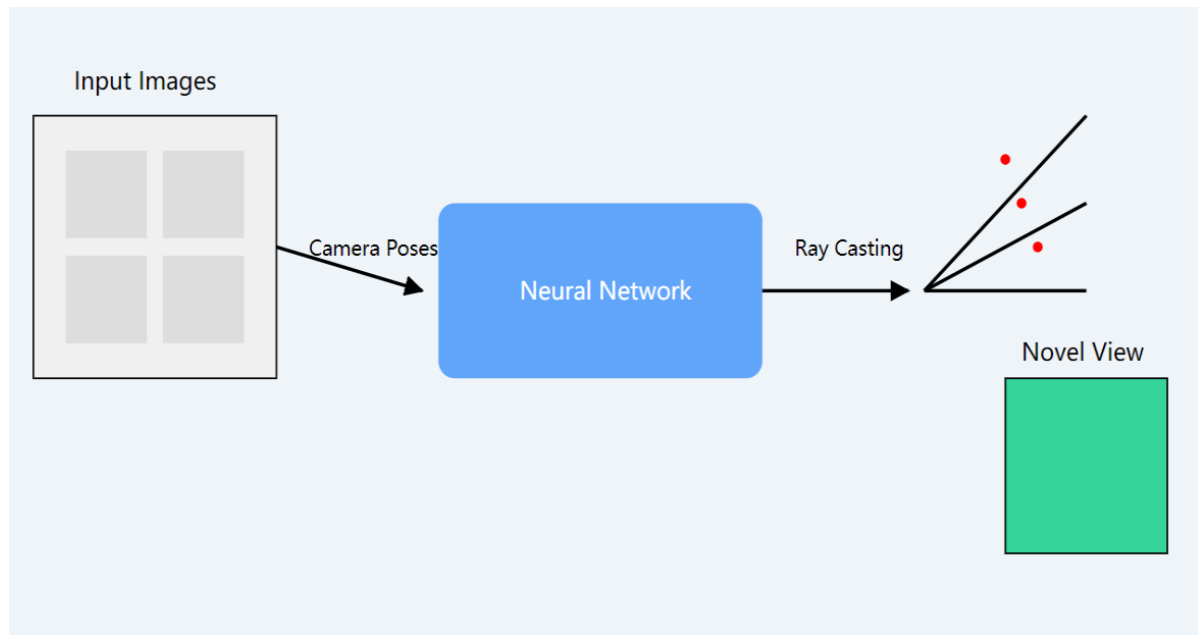 Input Images
Camera Poses
Neural Network
Ray Casting
Novel View